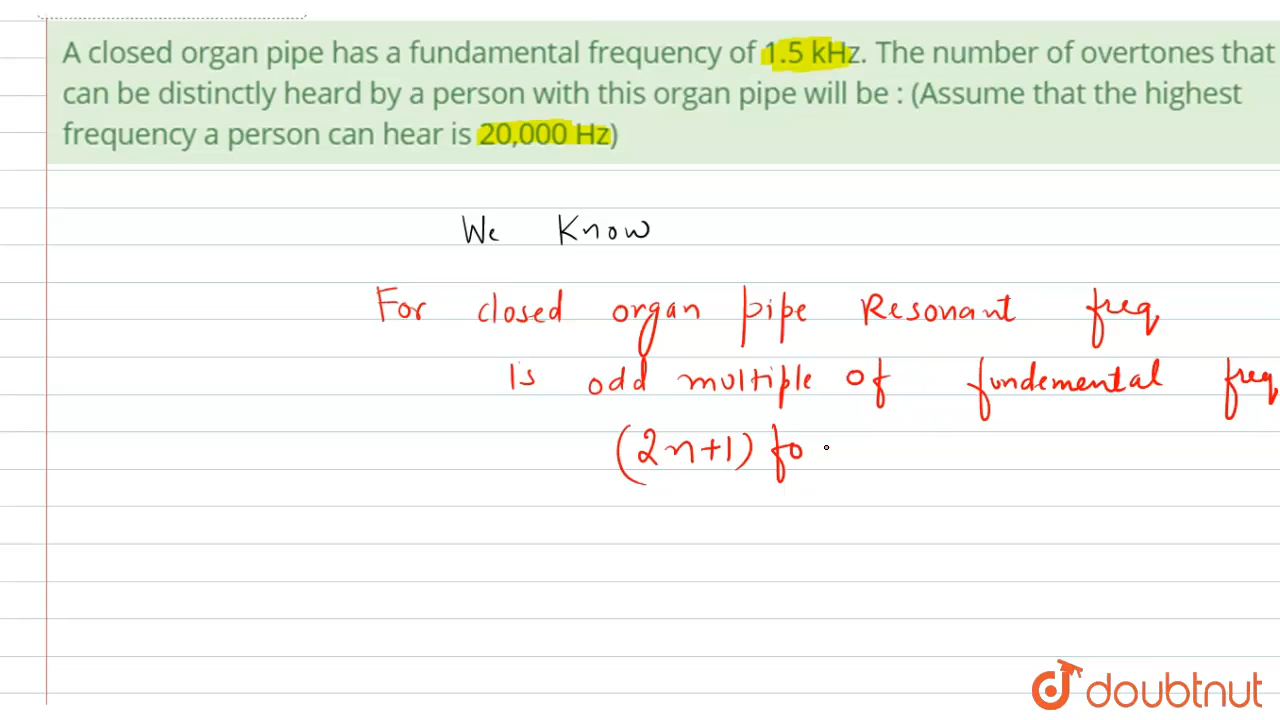 A closed organ pipe has a fundamental frequency of 1.5 kHz. The number of overtones that
can be distinctly heard by a person with this organ pipe will be : (Assume that the highest
frequency a person can hear is 20,000 Hz)
We Know
For closed organ pipe Resonant freq
Is odd multiple of fundemental freq
(2n+1) fo
doubtnut